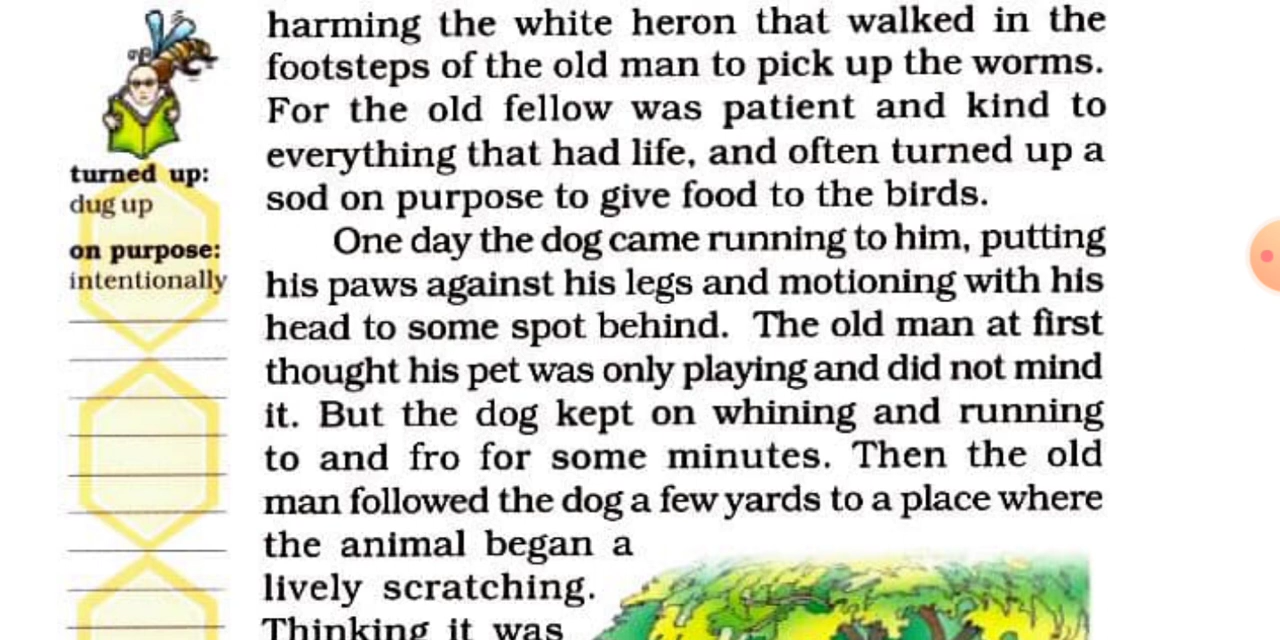 harming the white heron that walked in the
footsteps of the old man to pick up the worms.
For the old fellow was patient and kind to
everything that had life, and often turned up a
sod on purpose to give food to the birds.
turned up:
dug up
on purpose:
intentionally
One day the dog came running to him, putting
his paws against his legs and motioning with his
head to some spot behind. The old man at first
thought his pet was only playing and did not mind
it. But the dog kept on whining and running
to and fro for some minutes. Then the old
man followed the dog a few yards to a place where
the animal began a
lively scratching.
Thinking it was